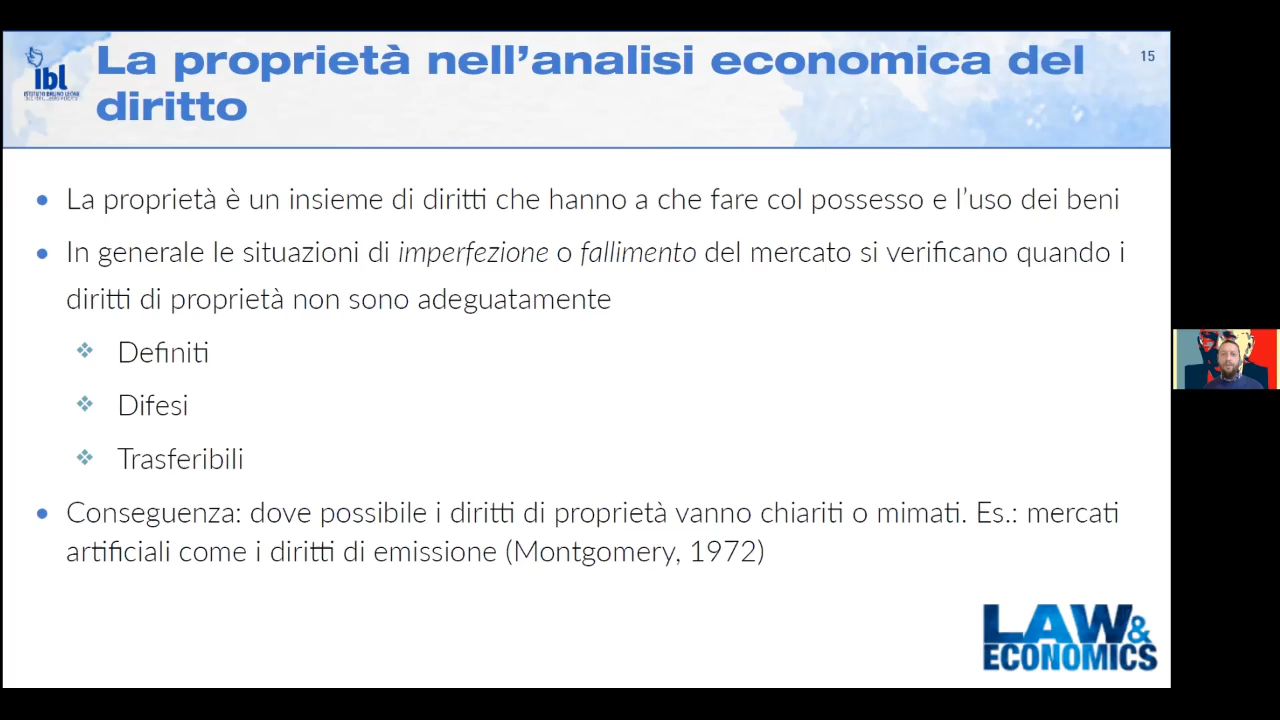 La proprietà nell’analisi economica del
diritto
15
ibl
ISTITUTO BRUNO LEONI
La proprietà è un insieme di diritti che hanno a che fare col possesso e l’uso dei beni
In generale le situazioni di imperfezione o fallimento del mercato si verificano quando i
diritti di proprietà non sono adeguatamente
Definiti
Difesi
Trasferibili
Conseguenza: dove possibile i diritti di proprietà vanno chiariti o mimati. Es.: mercati
artificiali come i diritti di emissione (Montgomery, 1972)
LAW &
ECONOMICS